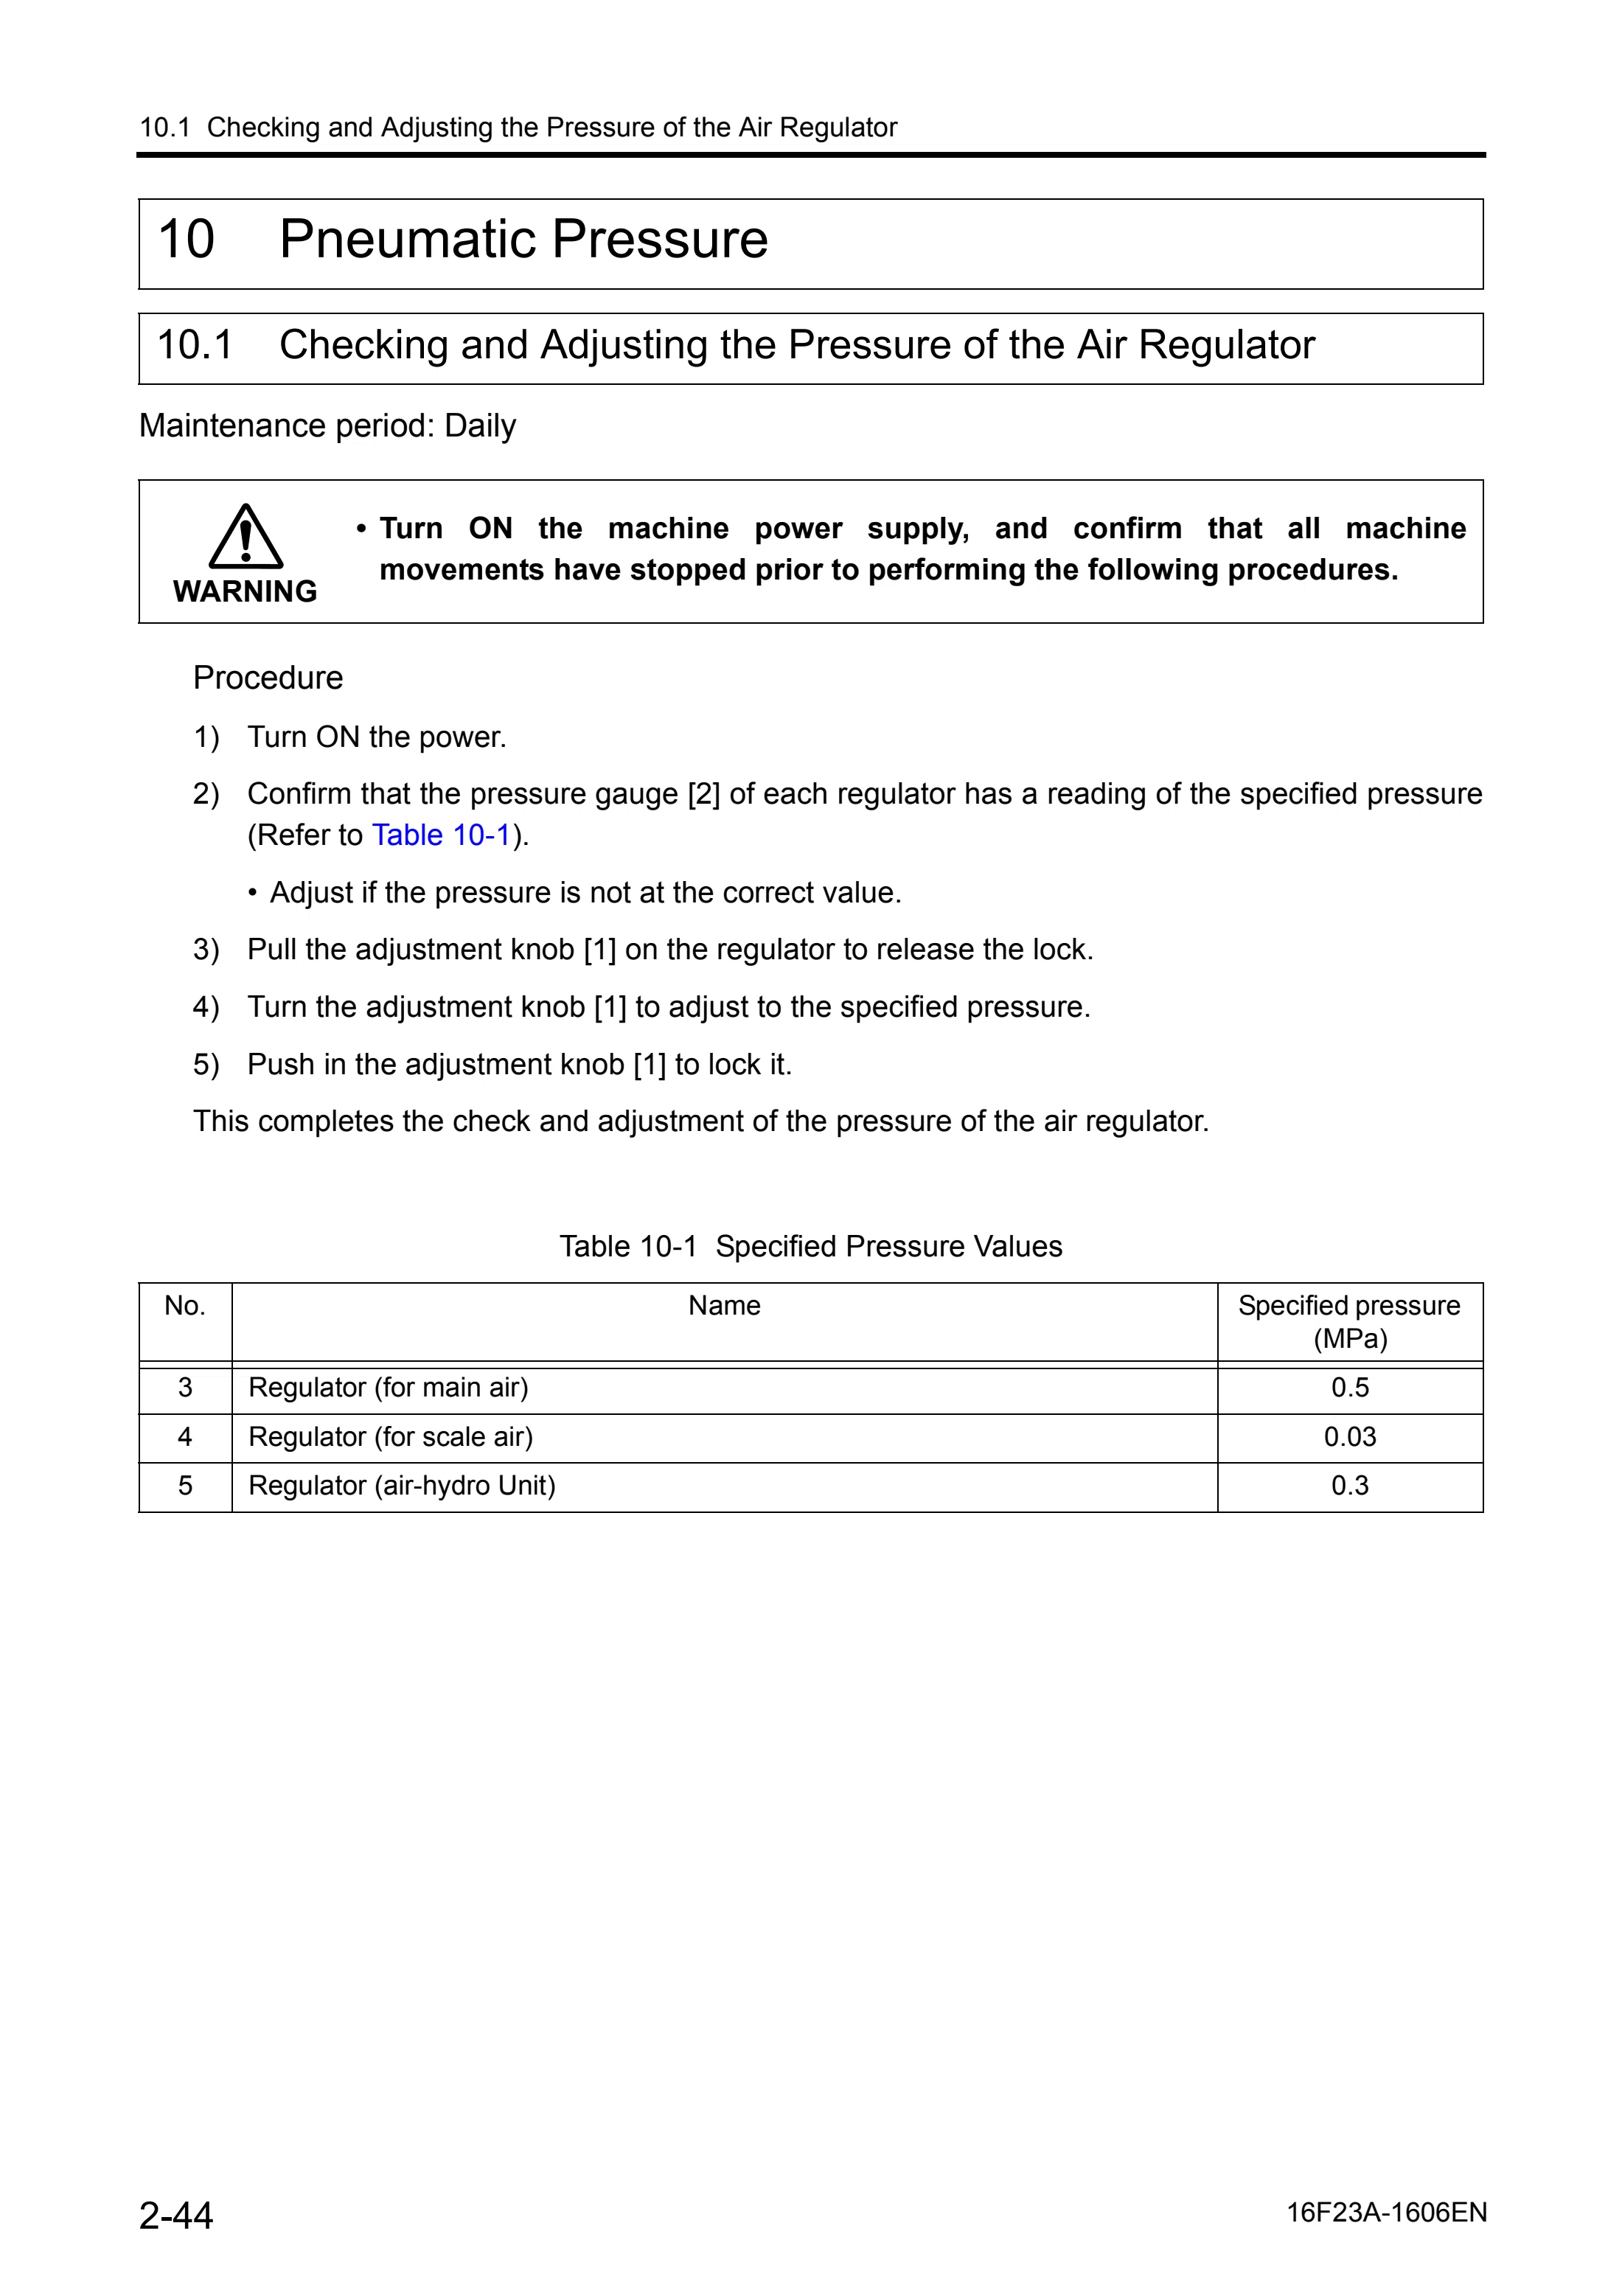 10.1 Checking and Adjusting the Pressure of the Air Regulator
10 Pneumatic Pressure
10.1 Checking and Adjusting the Pressure of the Air Regulator
Maintenance period: Daily
WARNING
• Turn ON the machine power supply, and confirm that all machine
movements have stopped prior to performing the following procedures.
Procedure
1) Turn ON the power.
2) Confirm that the pressure gauge [2] of each regulator has a reading of the specified pressure
(Refer to Table 10-1).
• Adjust if the pressure is not at the correct value.
3) Pull the adjustment knob [1] on the regulator to release the lock.
4) Turn the adjustment knob [1] to adjust to the specified pressure.
5) Push in the adjustment knob [1] to lock it.
This completes the check and adjustment of the pressure of the air regulator.
Table 10-1 Specified Pressure Values
No. Name Specified pressure
(MPa)
3 Regulator (for main air) 0.5
4 Regulator (for scale air) 0.03
5 Regulator (air-hydro Unit) 0.3
2-44 16F23A-1606EN